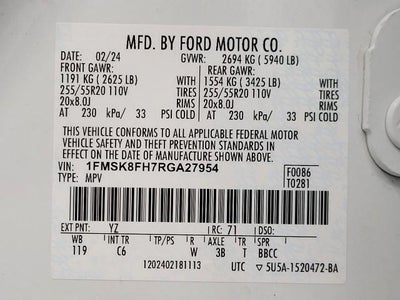 MFD. BY FORD MOTOR CO.
DATE: 02/24 GVWR: 2694 KG ( 5940 LB)
FRONT GAWR: REAR GAWR:
1191 KG ( 2625 LB) 1554 KG ( 3425 LB)
255/55R20 110V TIRES 255/55R20 110V
20x8.0J RIMS 20x8.0J
AT 230 kPa/ 33 PSI COLD AT 230 kPa/ 33 PSI COLD
THIS VEHICLE CONFORMS TO ALL APPLICABLE FEDERAL MOTOR
VEHICLE SAFETY AND THEFT PREVENTION STANDARDS IN
EFFECT ON THE DATE OF MANUFACTURE SHOWN ABOVE.
VIN: 1FMSK8FH7RGA27954 F0086
TYPE: MPV T0281
EXT PNT: YZ RC: 71 DSO:
WB INT TR TP/PS R AXLE TR SPR
119 C6 W 3B T BBCC
1202402181113 UTC ▽ 5U5A-1520472-BA